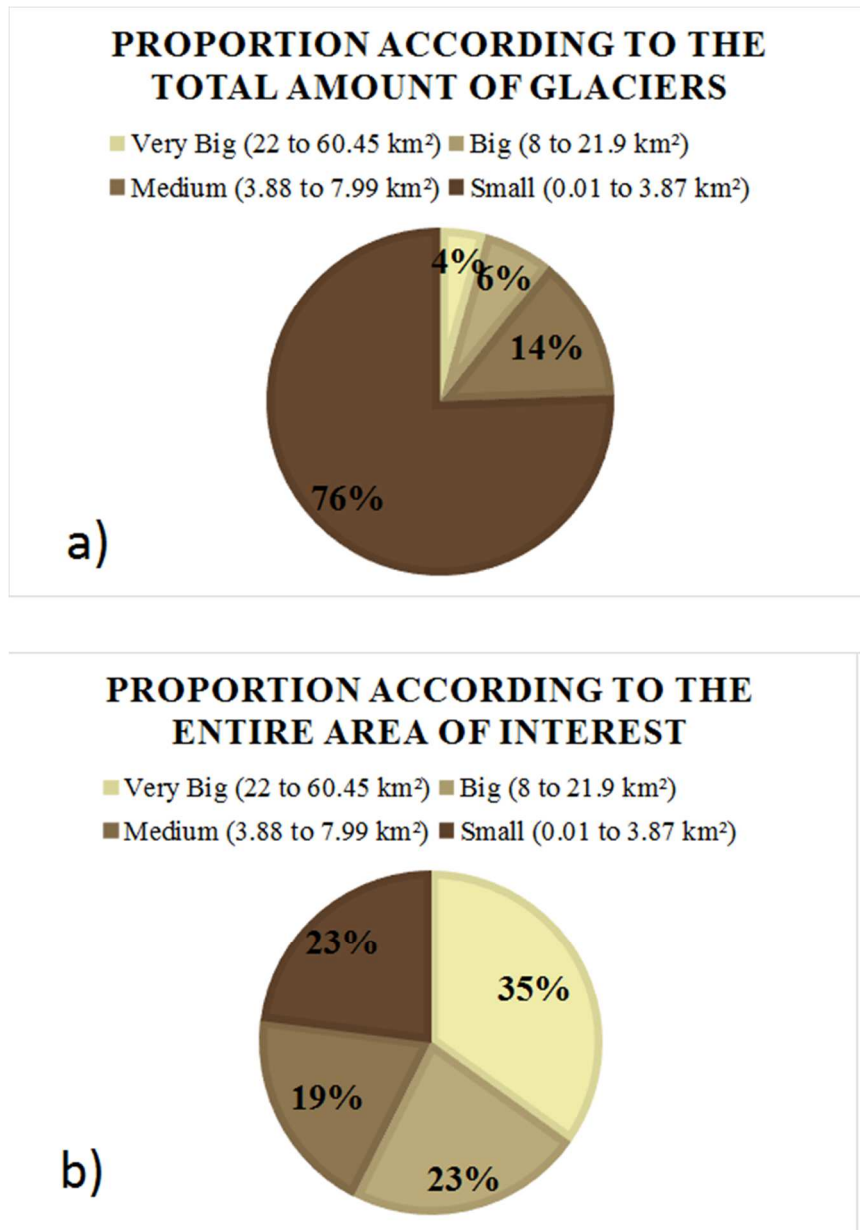 PROPORTION ACCORDING TO THE
TOTAL AMOUNT OF GLACIERS
Very Big (22 to 60.45 km²) Big (8 to 21.9 km²)
Medium (3.88 to 7.99 km²) Small (0.01 to 3.87 km²)
4%
6%
14%
76%
a)
PROPORTION ACCORDING TO THE
ENTIRE AREA OF INTEREST
Very Big (22 to 60.45 km²) Big (8 to 21.9 km²)
Medium (3.88 to 7.99 km²) Small (0.01 to 3.87 km²)
23%
35%
19%
23%
b)